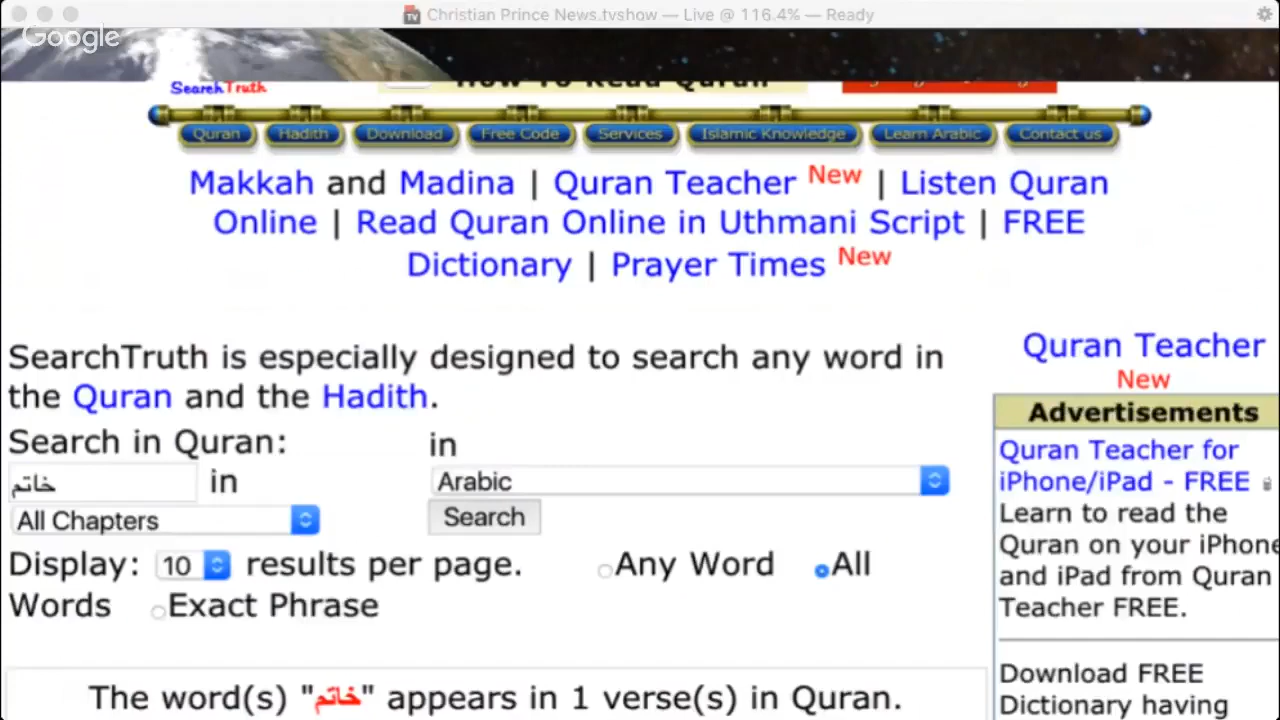 Christian Prince News.tvshow — Live @ 116.4% — Ready
Google
SearchTruth
How To Read Quran
Quran
Hadith
Download
Free Code
Services
Islamic Knowledge
Learn Arabic
Contact us
Makkah and Madina | Quran Teacher New | Listen Quran
Online | Read Quran Online in Uthmani Script | FREE
Dictionary | Prayer Times New
SearchTruth is especially designed to search any word in
the Quran and the Hadith.
Search in Quran:
in
خاتم in
Arabic
All Chapters
Search
Display: 10 results per page. Any Word All
Words Exact Phrase
The word(s) "خاتم" appears in 1 verse(s) in Quran.
Quran Teacher
New
Advertisements
Quran Teacher for
iPhone/iPad - FREE
Learn to read the
Quran on your iPhone
and iPad from Quran
Teacher FREE.
Download FREE
Dictionary having